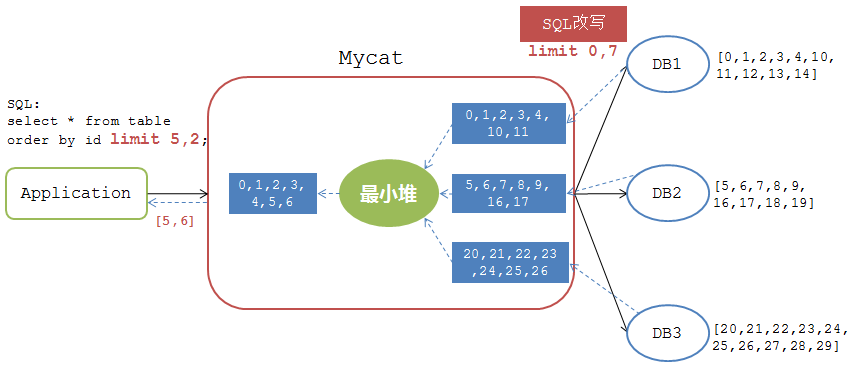 SQL改写
limit 0,7
Mycat
SQL:
select * from table
order by id limit 5,2;
Application
[5,6]
0,1,2,3,
4,5,6
最小堆
0,1,2,3,4,
10,11
5,6,7,8,9,
16,17
20,21,22,23
,24,25,26
DB1
[0,1,2,3,4,10,
11,12,13,14]
DB2
[5,6,7,8,9,
16,17,18,19]
DB3
[20,21,22,23,24,
25,26,27,28,29]